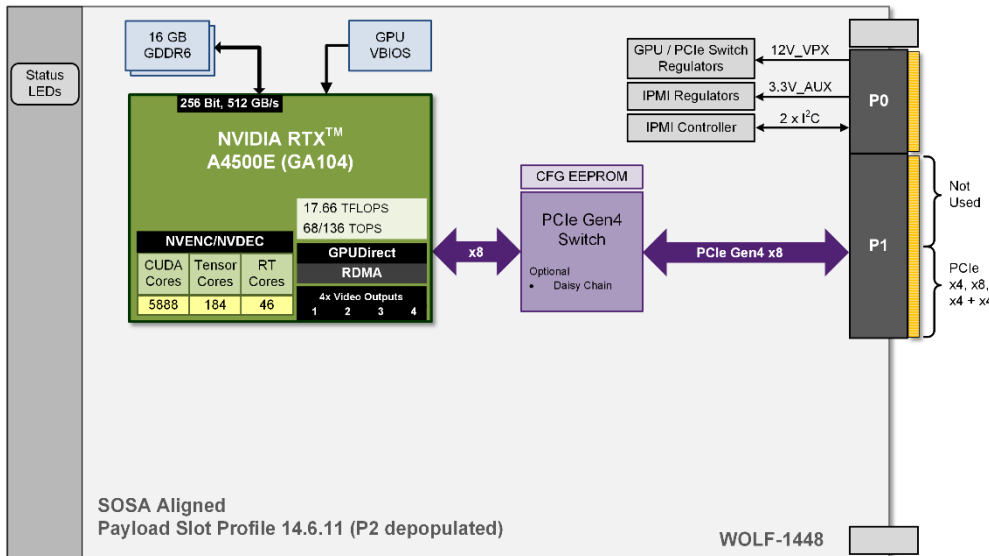 Status
LEDs
16 GB
GDDR6
GPU
VBIOS
256 Bit, 512 GB/s
NVIDIA RTX™
A4500E (GA104)
17.66 TFLOPS
68/136 TOPS
NVENC/NVDEC
CUDA
Cores
Tensor
Cores
RT
Cores
5888
184
46
GPUDirect
RDMA
4x Video Outputs
1 2 3 4
x8
CFG EEPROM
PCIe Gen4
Switch
Optional
• Daisy Chain
PCIe Gen4 x8
GPU / PCIe Switch
Regulators
12V_VPX
IPMI Regulators
3.3V_AUX
IPMI Controller
2 x I²C
P0
P1
Not
Used
PCIe
x4, x8,
x4 + x4
SOSA Aligned
Payload Slot Profile 14.6.11 (P2 depopulated)
WOLF-1448